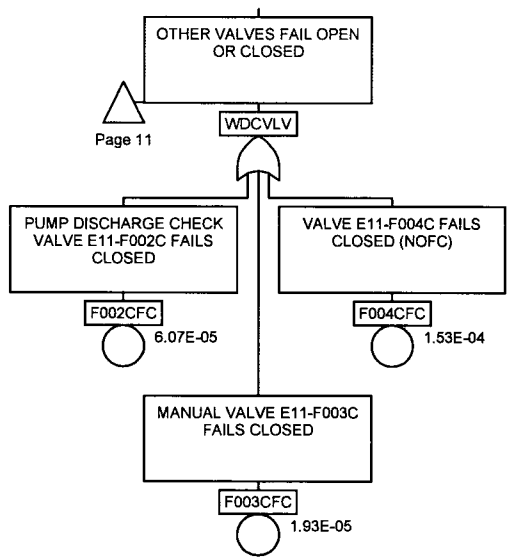 OTHER VALVES FAIL OPEN
OR CLOSED
Page 11
WDCVLV
PUMP DISCHARGE CHECK
VALVE E11-F002C FAILS
CLOSED
F002CFC
6.07E-05
VALVE E11-F004C FAILS
CLOSED (NOFC)
F004CFC
1.53E-04
MANUAL VALVE E11-F003C
FAILS CLOSED
F003CFC
1.93E-05